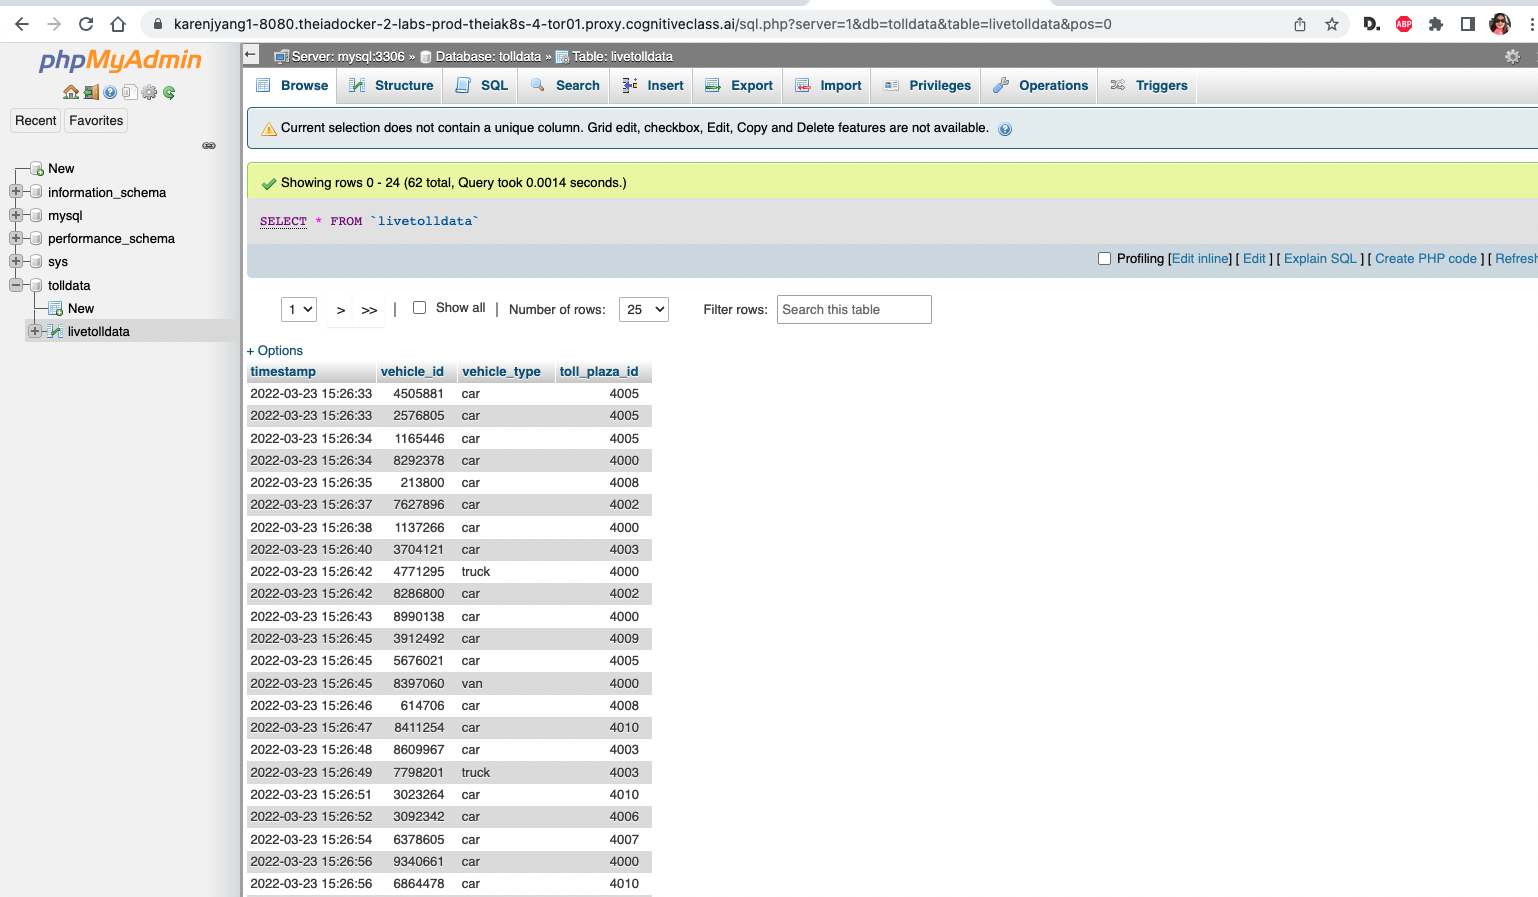 karenjyang1-8080.theiadocker-2-labs-prod-theiak8s-4-tor01.proxy.cognitiveclass.ai/sql.php?server=1&db=tolldata&table=livetolldata&pos=0
D.
ABP
phpMyAdmin
Recent
Favorites
New
information_schema
mysql
performance_schema
sys
tolldata
New
livetolldata
Server: mysql:3306 » Database: tolldata » Table: livetolldata
Browse Structure SQL Search Insert Export Import Privileges Operations Triggers
Current selection does not contain a unique column. Grid edit, checkbox, Edit, Copy and Delete features are not available.
Showing rows 0 - 24 (62 total, Query took 0.0014 seconds.)
SELECT * FROM `livetolldata`
Profiling [Edit inline] [ Edit ] [ Explain SQL ] [ Create PHP code ] [ Refresh
1 > >> | Show all | Number of rows: 25 Filter rows: Search this table
+ Options
timestamp vehicle_id vehicle_type toll_plaza_id
2022-03-23 15:26:33 4505881 car 4005
2022-03-23 15:26:33 2576805 car 4005
2022-03-23 15:26:34 1165446 car 4005
2022-03-23 15:26:34 8292378 car 4000
2022-03-23 15:26:35 213800 car 4008
2022-03-23 15:26:37 7627896 car 4002
2022-03-23 15:26:38 1137266 car 4000
2022-03-23 15:26:40 3704121 car 4003
2022-03-23 15:26:42 4771295 truck 4000
2022-03-23 15:26:42 8286800 car 4002
2022-03-23 15:26:43 8990138 car 4000
2022-03-23 15:26:45 3912492 car 4009
2022-03-23 15:26:45 5676021 car 4005
2022-03-23 15:26:45 8397060 van 4000
2022-03-23 15:26:46 614706 car 4008
2022-03-23 15:26:47 8411254 car 4010
2022-03-23 15:26:48 8609967 car 4003
2022-03-23 15:26:49 7798201 truck 4003
2022-03-23 15:26:51 3023264 car 4010
2022-03-23 15:26:52 3092342 car 4006
2022-03-23 15:26:54 6378605 car 4007
2022-03-23 15:26:56 9340661 car 4000
2022-03-23 15:26:56 6864478 car 4010